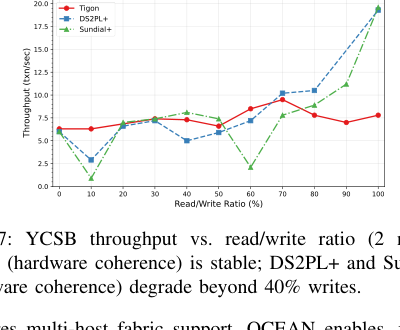 20.0
17.5
15.0
12.5
10.0
7.5
5.0
2.5
0.0
Throughput (txn/sec)
Tigon
DS2PL+
Sundial+
0 10 20 30 40 50 60 70 80 90 100
Read/Write Ratio (%)
7: YCSB throughput vs. read/write ratio (2
(hardware coherence) is stable; DS2PL+ and
coherence) degrade beyond 40% writes.
multi-host fabric support. OCEAN enables